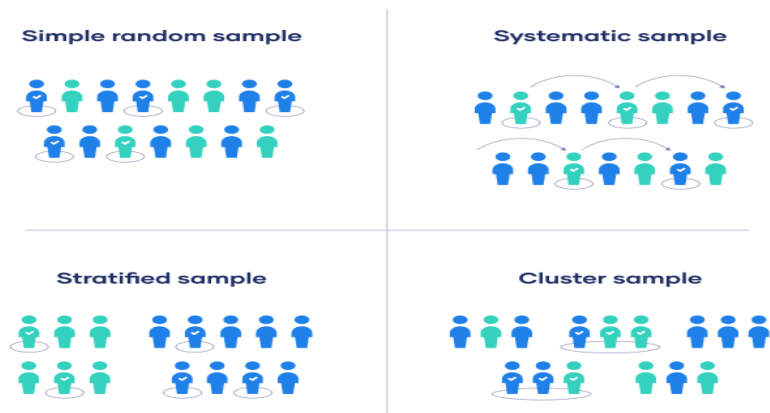 Simple random sample
Systematic sample
Stratified sample
Cluster sample